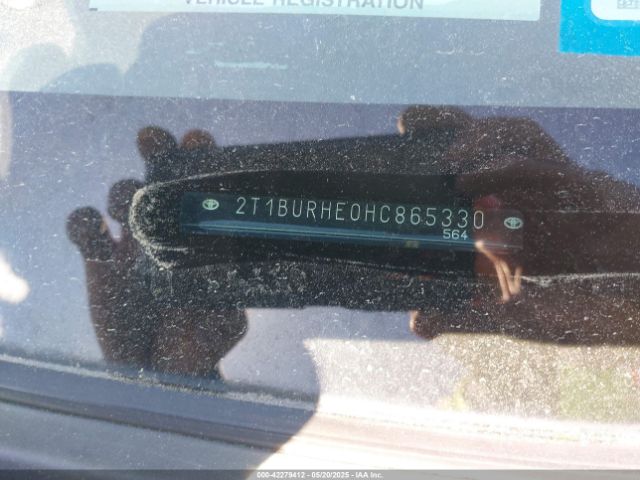 VEHICLE REGISTRATION
2T1BURHE0HC865330
564
000-42279412 - 05/20/2025 - IAA Inc.